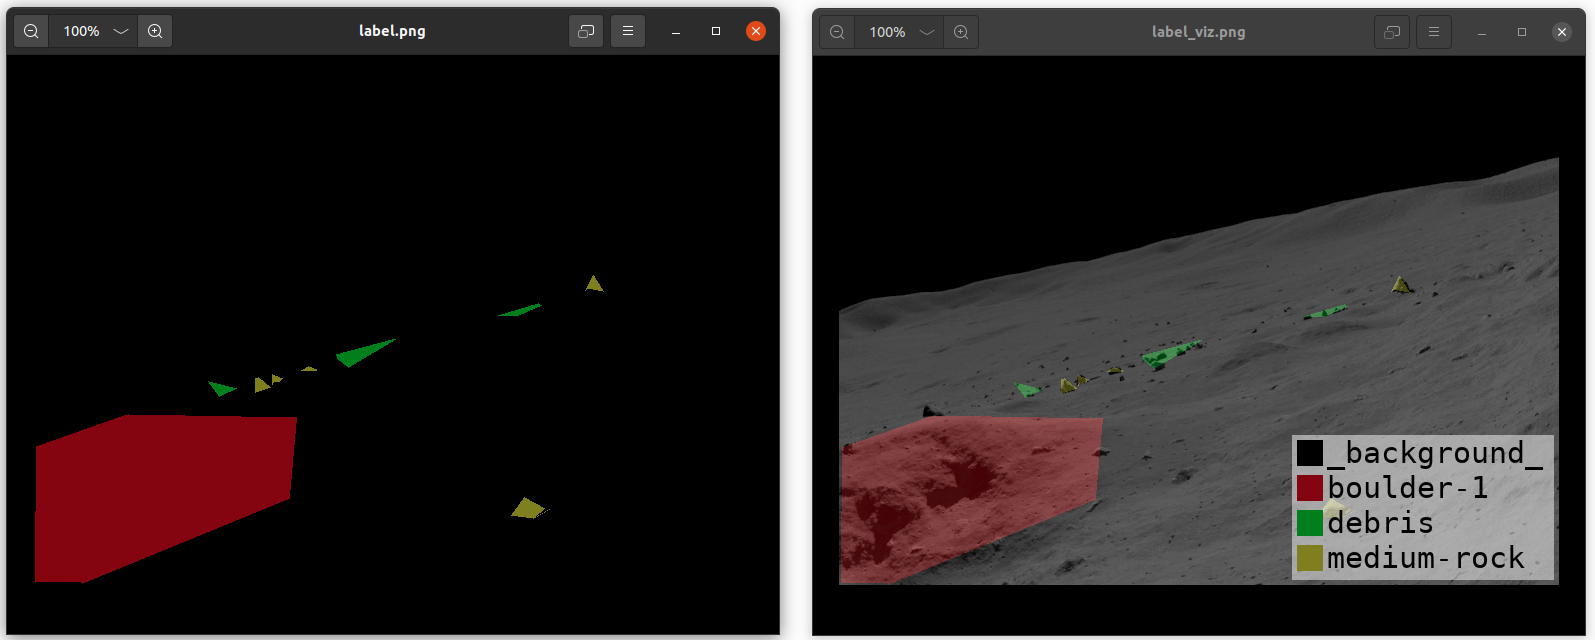 100%
label.png
100%
label_viz.png
_background_
boulder-1
debris
medium-rock